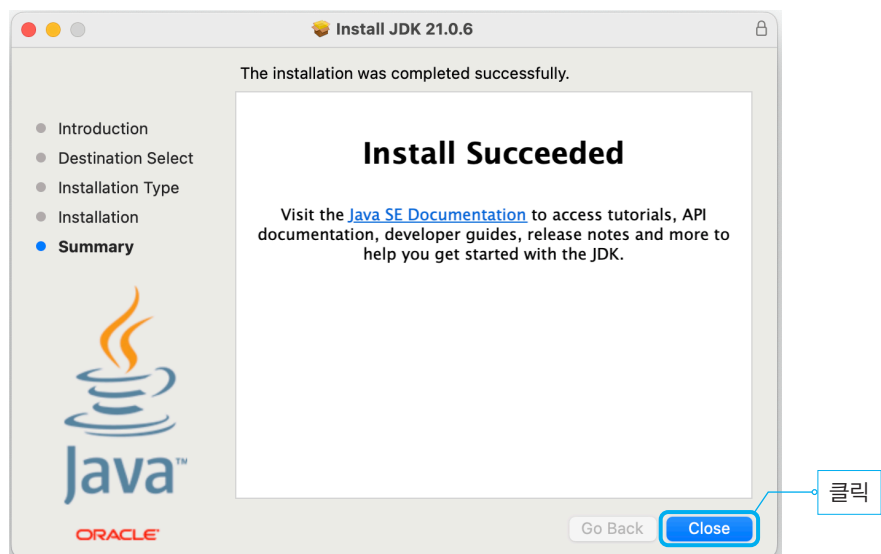 Install JDK 21.0.6
The installation was completed successfully.
Introduction
Destination Select
Installation Type
Installation
Summary
Install Succeeded
Visit the Java SE Documentation to access tutorials, API
documentation, developer guides, release notes and more to
help you get started with the JDK.
Java™
ORACLE®
Go Back
Close
클릭